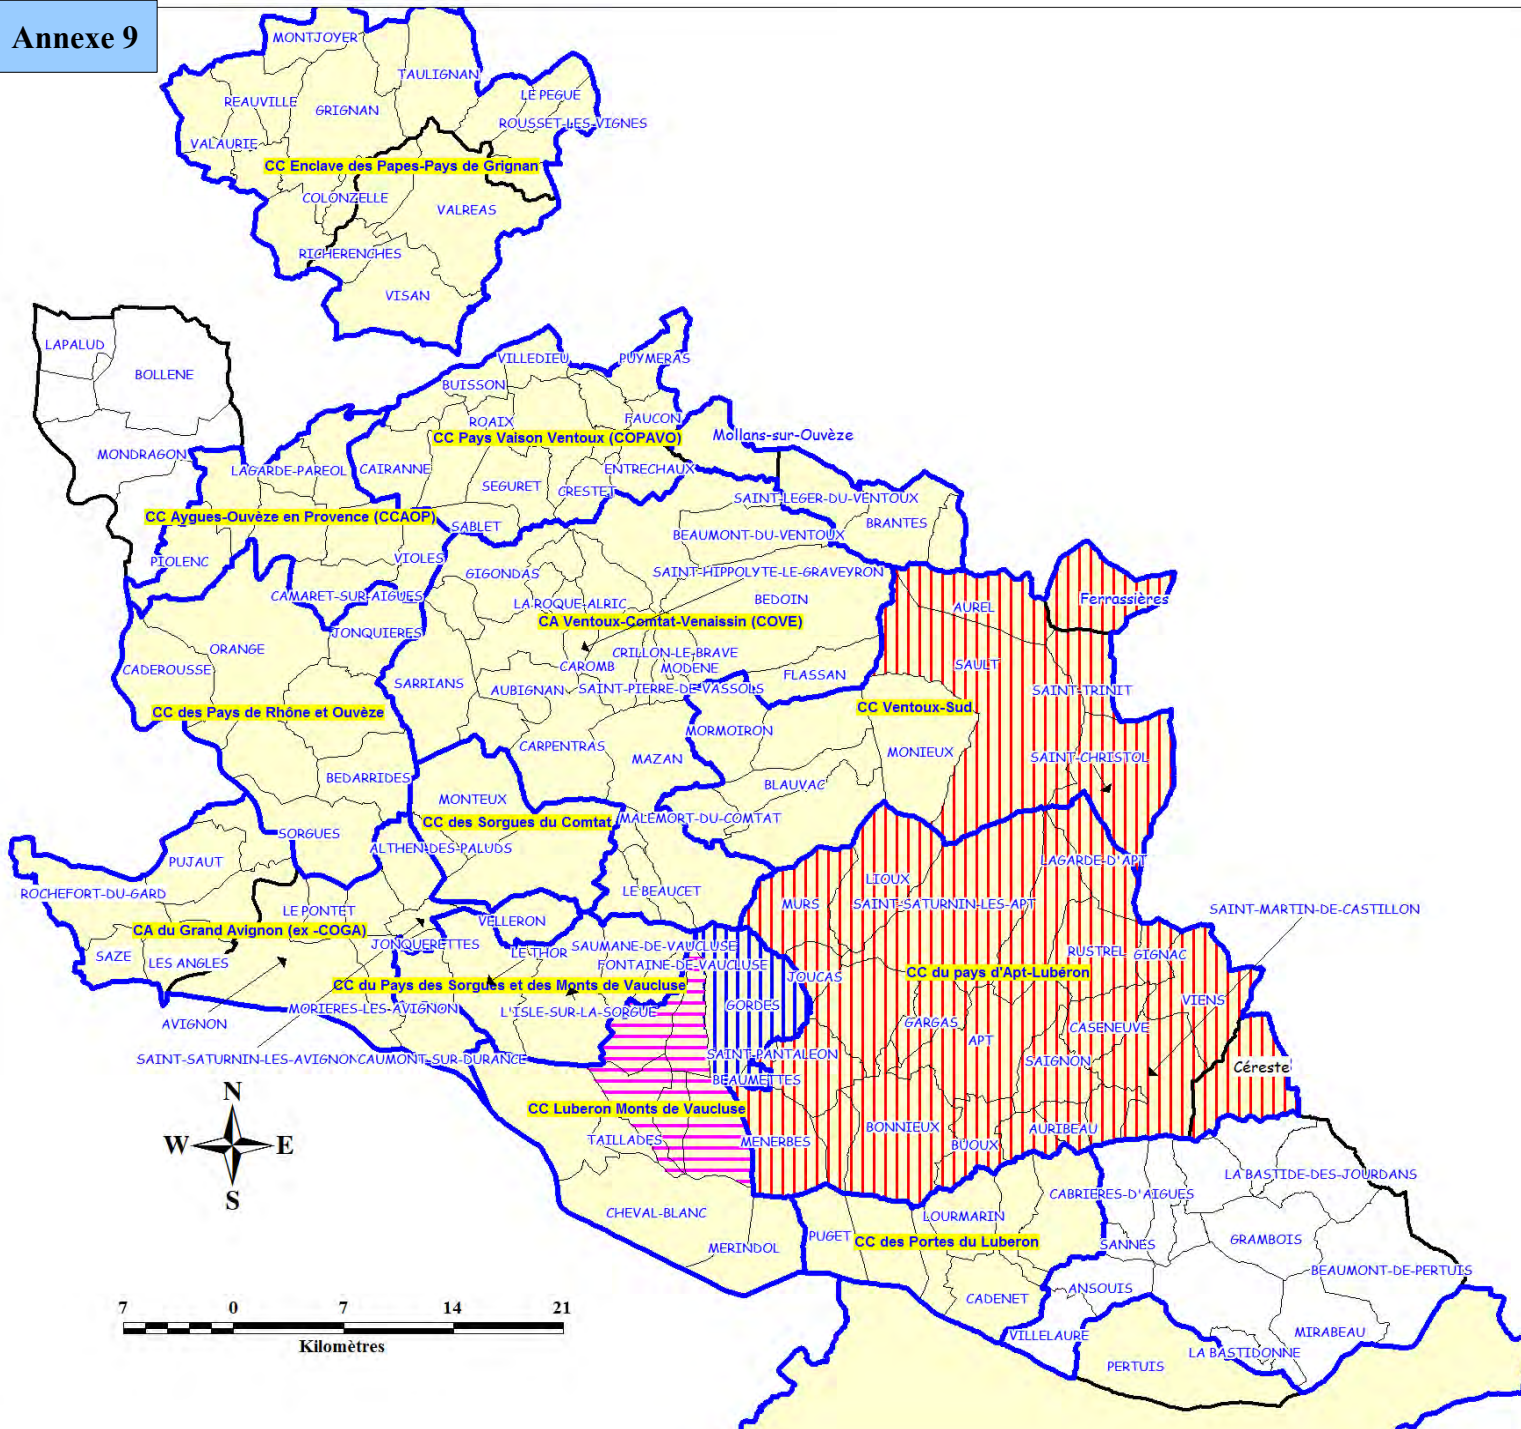 Annexe 9
MONTJOYER
TAULIGNAN
LE PEGUE
REAUVILLE
GRIGNAN
ROUSSET-LES-VIGNES
VALAURIE
CC Enclave des Papes-Pays de Grignan
COLONZELLE
VALREAS
RICHERENCHES
VISAN
LAPALUD
BOLLENE
VILLEDIEU
PUYMERAS
BUISSON
ROAIX
FAUCON
CC Pays Vaison Ventoux (COPAVO)
Mollans-sur-Ouvèze
MONDRAGON
LAGARDE-PAREOL
CAIRANNE
ENTRECHAUX
SEGURET
CRESTET
SAINT-LEGER-DU-VENTOUX
CC Aygues-Ouvèze en Provence (CCAOP)
SABLET
BRANTES
BEAUMONT-DU-VENTOUX
PIOLENC
VIOLES
GIGONDAS
SAINT-HIPPOLYTE-LE-GRAVEYRON
CAMARET-SUR-AIGUES
LA-ROQUE-ALRIC
BEDOIN
AUREL
Ferrassières
CA Ventoux-Comtat-Venaissin (COVE)
JONQUIERES
ORANGE
CRILLON-LE-BRAVE
CADEROUSSE
CAROMB
MODENE
FLASSAN
SAULT
SARRIANS
AUBIGNAN
SAINT-PIERRE-DE-VASSOLS
SAINT-TRINIT
CC des Pays de Rhône et Ouvèze
CC Ventoux-Sud
MORMOIRON
CARPENTRAS
MAZAN
MONIEUX
SAINT-CHRISTOL
BEDARRIDES
BLAUVAC
MONTEUX
CC des Sorgues du Comtat
MALEMORT-DU-COMTAT
SORGUES
ALTHEN-DES-PALUDS
PUJAUT
LAGARDE-D'APT
ROCHEFORT-DU-GARD
LIOUX
LE BEAUCET
MURS
SAINT-SATURNIN-LES-APT
LE PONTET
SAINT-MARTIN-DE-CASTILLON
VELLERON
CA du Grand Avignon (ex -COGA)
JONQUERETTES
SAUMANE-DE-VAUCLUSE
LE THOR
RUSTREL
GIGNAC
SAZE
LES ANGLES
FONTAINE-DE-VAUCLUSE
CC du pays d'Apt-Lubéron
JOUCAS
CC du Pays des Sorgues et des Monts de Vaucluse
VIENS
GORDES
MORIERES-LES-AVIGNON
L'ISLE-SUR-LA-SORGUE
AVIGNON
GARGAS
CASENEUVE
APT
SAINT-SATURNIN-LES-AVIGNON
CAUMONT-SUR-DURANCE
SAINT-PANTALEON
SAIGNON
Céreste
BEAUMETTES
N
CC Luberon Monts de Vaucluse
W
E
TAILLADES
MENERBES
BONNIEUX
AURIBEAU
BUOUX
S
LA BASTIDE-DES-JOURDANS
CABRIERES-D'AIGUES
CHEVAL-BLANC
LOURMARIN
PUGET
CC des Portes du Luberon
SANNES
GRAMBOIS
MERINDOL
BEAUMONT-DE-PERTUIS
ANSOUIS
CADENET
7 0 7 14 21
Kilomètres
VILLELAURE
MIRABEAU
LA BASTIDONNE
PERTUIS